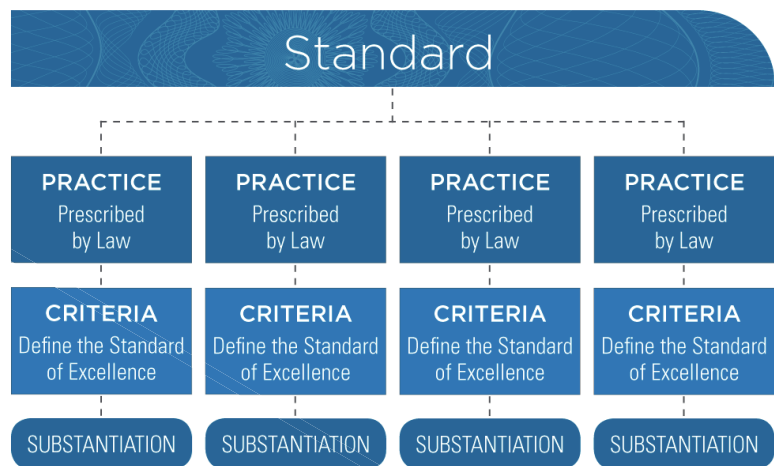 Standard
PRACTICE
Prescribed
by Law
PRACTICE
Prescribed
by Law
PRACTICE
Prescribed
by Law
PRACTICE
Prescribed
by Law
CRITERIA
Define the Standard
of Excellence
CRITERIA
Define the Standard
of Excellence
CRITERIA
Define the Standard
of Excellence
CRITERIA
Define the Standard
of Excellence
SUBSTANTIATION
SUBSTANTIATION
SUBSTANTIATION
SUBSTANTIATION